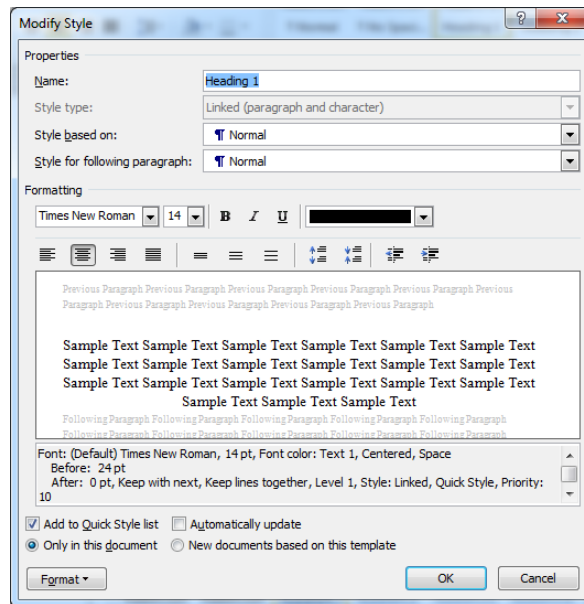 Modify Style
Properties
Name: Heading 1
Style type: Linked (paragraph and character)
Style based on: ¶ Normal
Style for following paragraph: ¶ Normal
Formatting
Times New Roman 14 B I U
Previous Paragraph Previous Paragraph Previous Paragraph Previous Paragraph Previous
Paragraph Previous Paragraph Previous Paragraph Previous Paragraph Previous Paragraph
Sample Text Sample Text Sample Text Sample Text Sample Text Sample Text
Sample Text Sample Text Sample Text Sample Text Sample Text Sample Text
Sample Text Sample Text Sample Text Sample Text Sample Text Sample Text
Sample Text Sample Text Sample Text
Following Paragraph Following Paragraph Following Paragraph Following Paragraph Following Paragraph
Following Paragraph Following Paragraph Following Paragraph Following Paragraph Following Paragraph
Font: (Default) Times New Roman, 14 pt, Font color: Text 1, Centered, Space
Before: 24 pt
After: 0 pt, Keep with next, Keep lines together, Level 1, Style: Linked, Quick Style, Priority:
10
Add to Quick Style list Automatically update
Only in this document New documents based on this template
Format OK Cancel